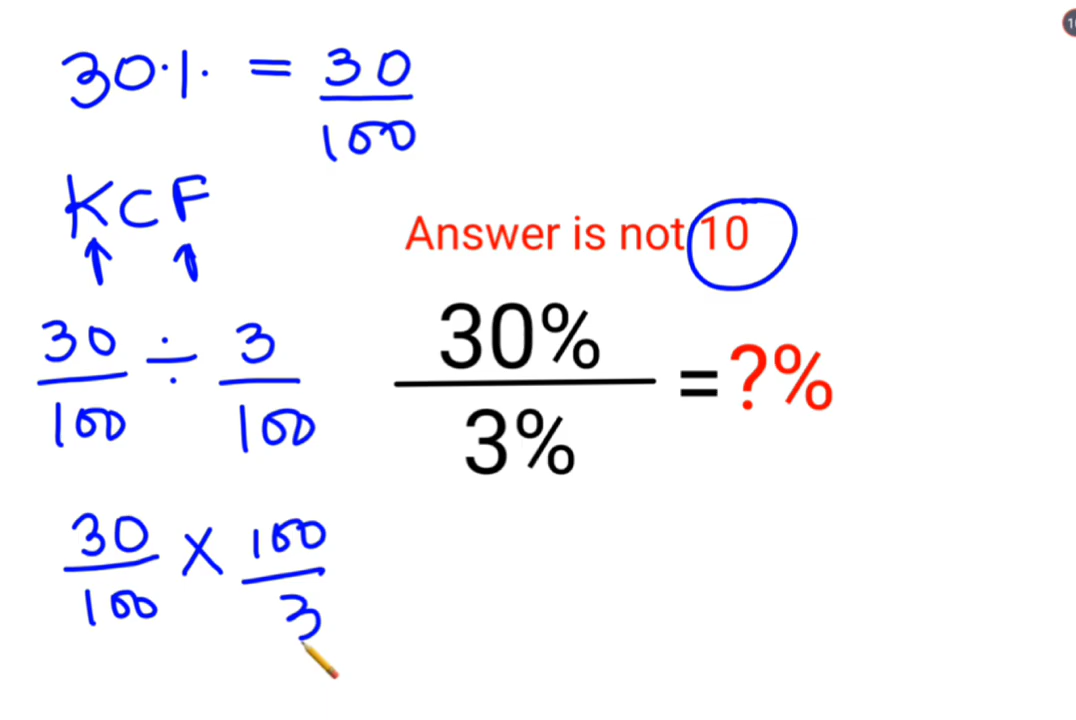 30% = 30/100
KCF
Answer is not 10
30/100 ÷ 3/100
30%/3% = ?%
30/100 × 100/3